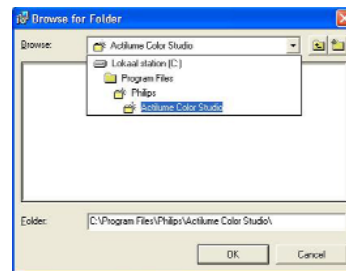 Browse for Folder
Browse:
Actilume Color Studio
Lokaal station (C:)
Program Files
Philips
Actilume Color Studio
Folder:
C:\Program Files\Philips\Actilume Color Studio\
OK
Cancel